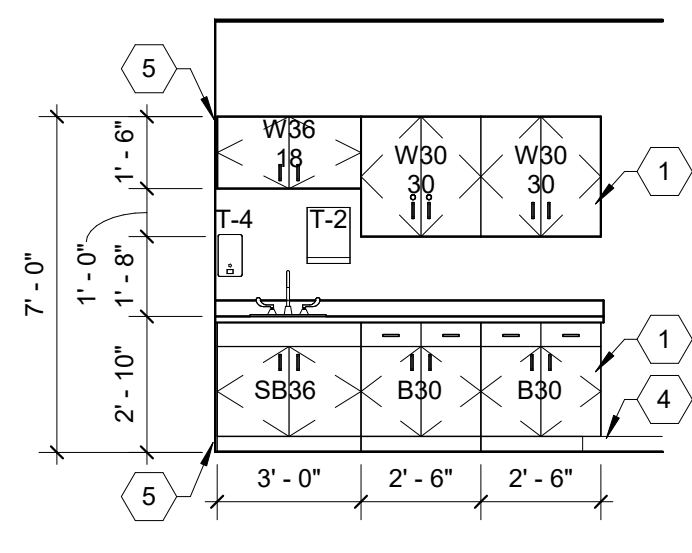 5
W36
18
W30
30
W30
30
1
1' - 6"
T-4
T-2
1' - 0"
1' - 8"
7' - 0"
2' - 10"
SB36
B30
B30
1
4
5
3' - 0"
2' - 6"
2' - 6"